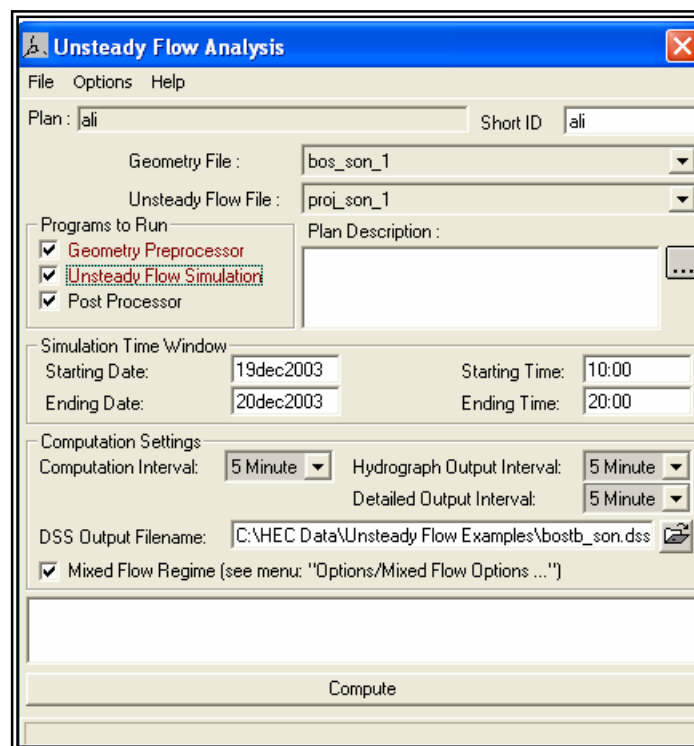 Unsteady Flow Analysis
File Options Help
Plan : ali Short ID ali
Geometry File : bos_son_1
Unsteady Flow File : proj_son_1
Programs to Run
Geometry Preprocessor
Unsteady Flow Simulation
Post Processor
Plan Description :
...
Simulation Time Window
Starting Date: 19dec2003 Starting Time: 10:00
Ending Date: 20dec2003 Ending Time: 20:00
Computation Settings
Computation Interval: 5 Minute Hydrograph Output Interval: 5 Minute
Detailed Output Interval: 5 Minute
DSS Output Filename: C:\HEC Data\Unsteady Flow Examples\bostb_son.dss
Mixed Flow Regime (see menu: "Options/Mixed Flow Options ...")
Compute